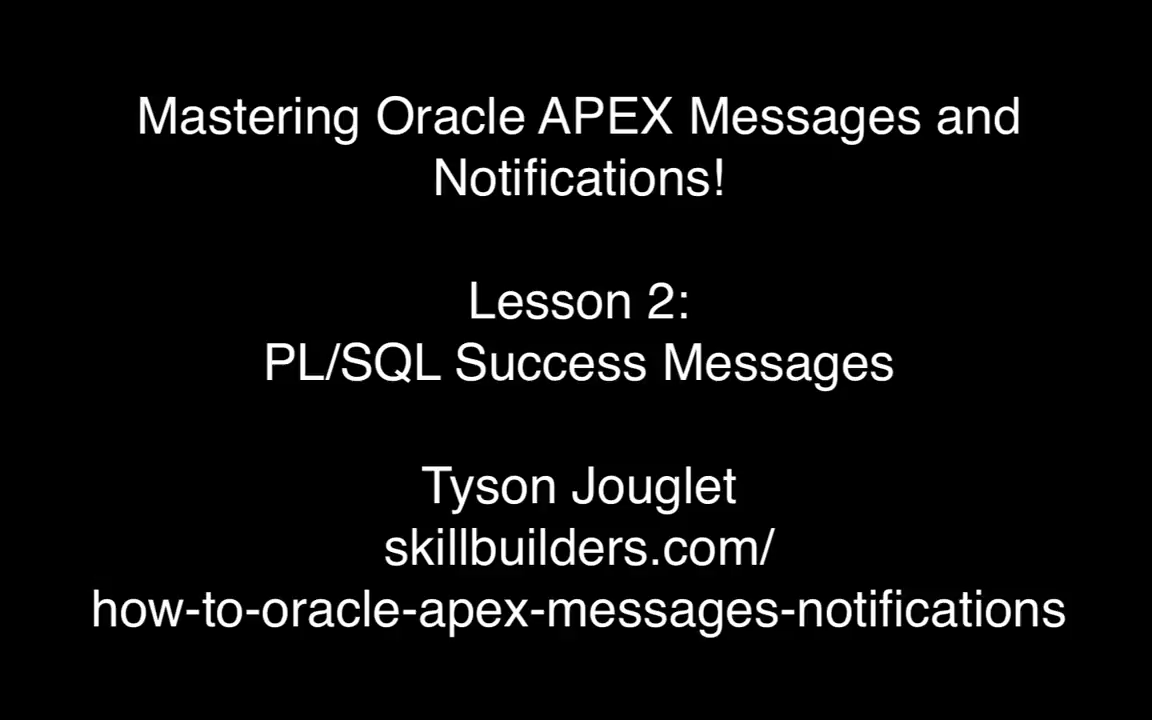 Mastering Oracle APEX Messages and
Notifications!
Lesson 2:
PL/SQL Success Messages
Tyson Jouglet
skillbuilders.com/
how-to-oracle-apex-messages-notifications